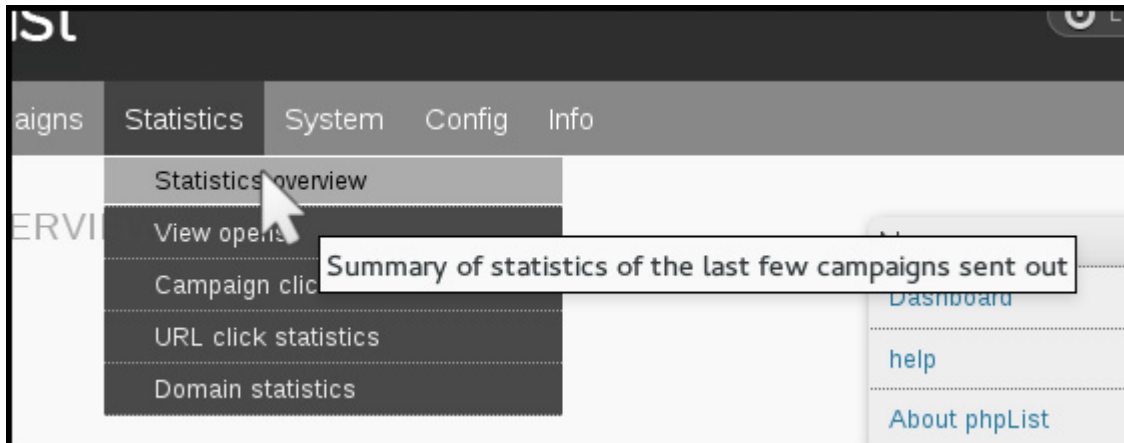 ist
aigns Statistics System Config Info
Statistics overview
ERVI
View opens
Summary of statistics of the last few campaigns sent out
Campaign clic
Dashboard
URL click statistics
help
Domain statistics
About phpList